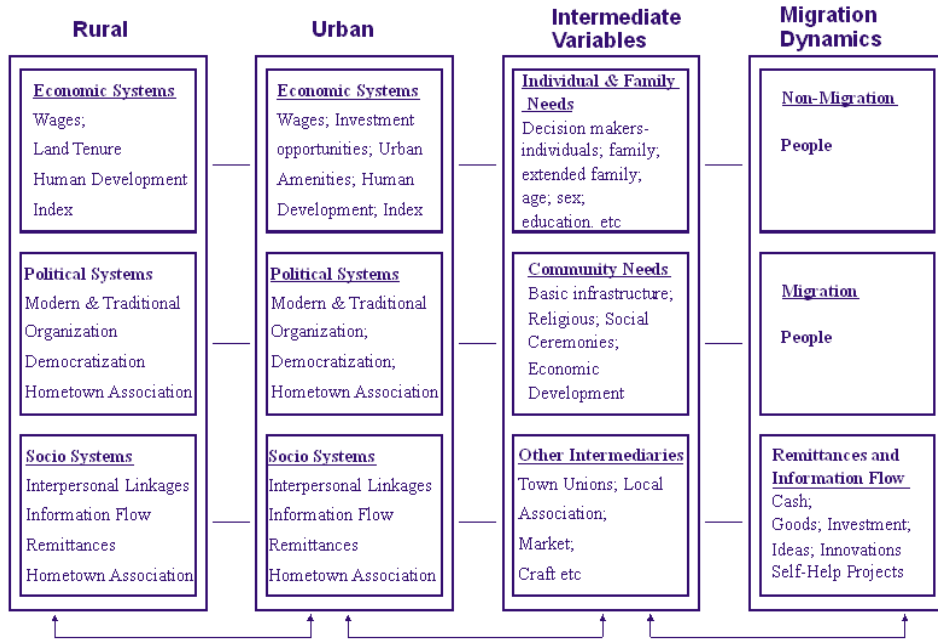 Rural
Urban
Intermediate
Variables
Migration
Dynamics
Economic Systems
Wages;
Land Tenure
Human Development
Index
Political Systems
Modern & Traditional
Organization
Democratization
Hometown Association
Socio Systems
Interpersonal Linkages
Information Flow
Remittances
Hometown Association
Economic Systems
Wages; Investment
opportunities; Urban
Amenities; Human
Development; Index
Political Systems
Modern & Traditional
Organization;
Democratization;
Hometown Association
Socio Systems
Interpersonal Linkages
Information Flow
Remittances
Hometown Association
Individual & Family
Needs
Decision makers-
individuals; family;
extended family;
age; sex;
education. etc
Community Needs
Basic infrastructure;
Religious; Social
Ceremonies;
Economic
Development
Other Intermediaries
Town Unions; Local
Association;
Market;
Craft etc
Non-Migration
People
Migration
People
Remittances and
Information Flow
Cash;
Goods; Investment;
Ideas; Innovations
Self-Help Projects